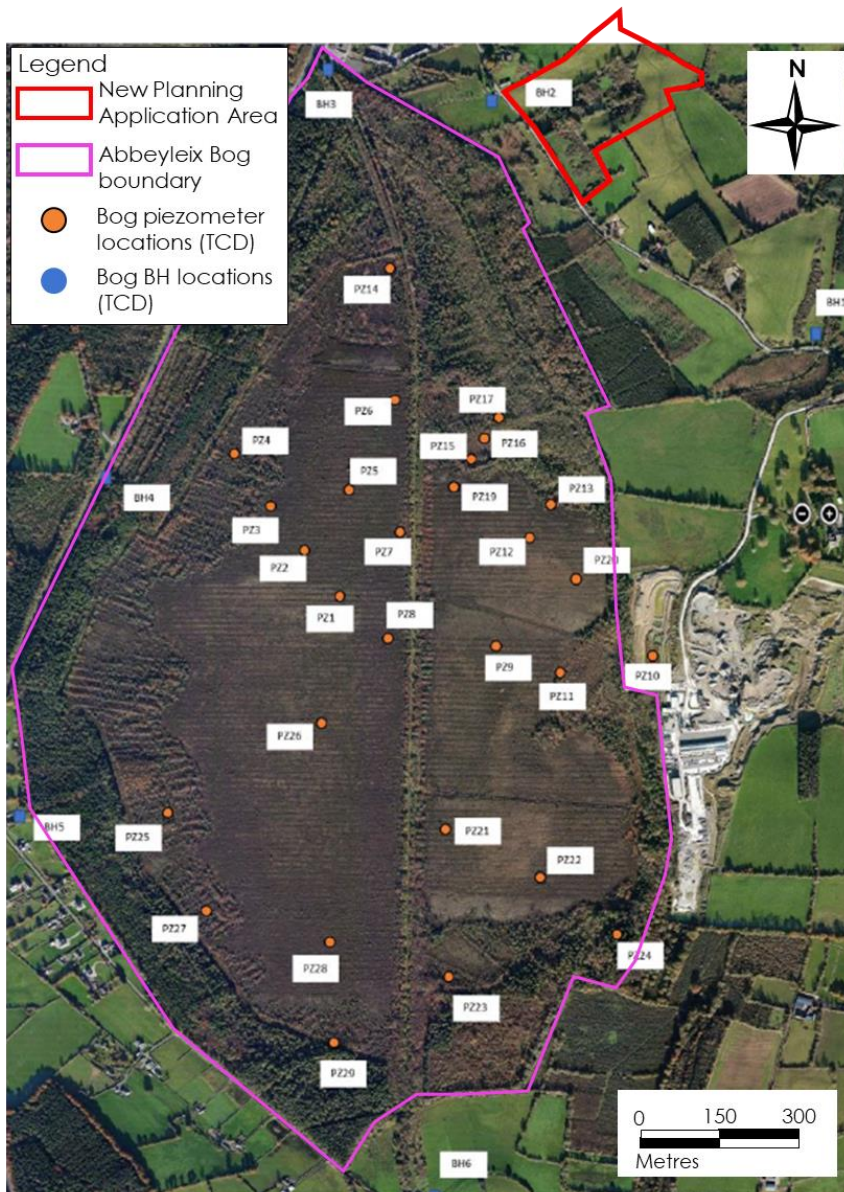 Legend
New Planning
Application Area
Abbeyleix Bog
boundary
Bog piezometer
locations (TCD)
Bog BH locations
(TCD)
N
BH3
BH2
BH1
PZ14
PZ6
PZ17
PZ4
PZ15
PZ16
PZ5
BH4
PZ19
PZ13
PZ3
PZ7
PZ12
PZ2
PZ20
PZ1
PZ8
PZ9
PZ10
PZ11
PZ26
BH5
PZ21
PZ25
PZ22
PZ27
PZ28
PZ24
PZ23
PZ29
0 150 300
Metres
BH6